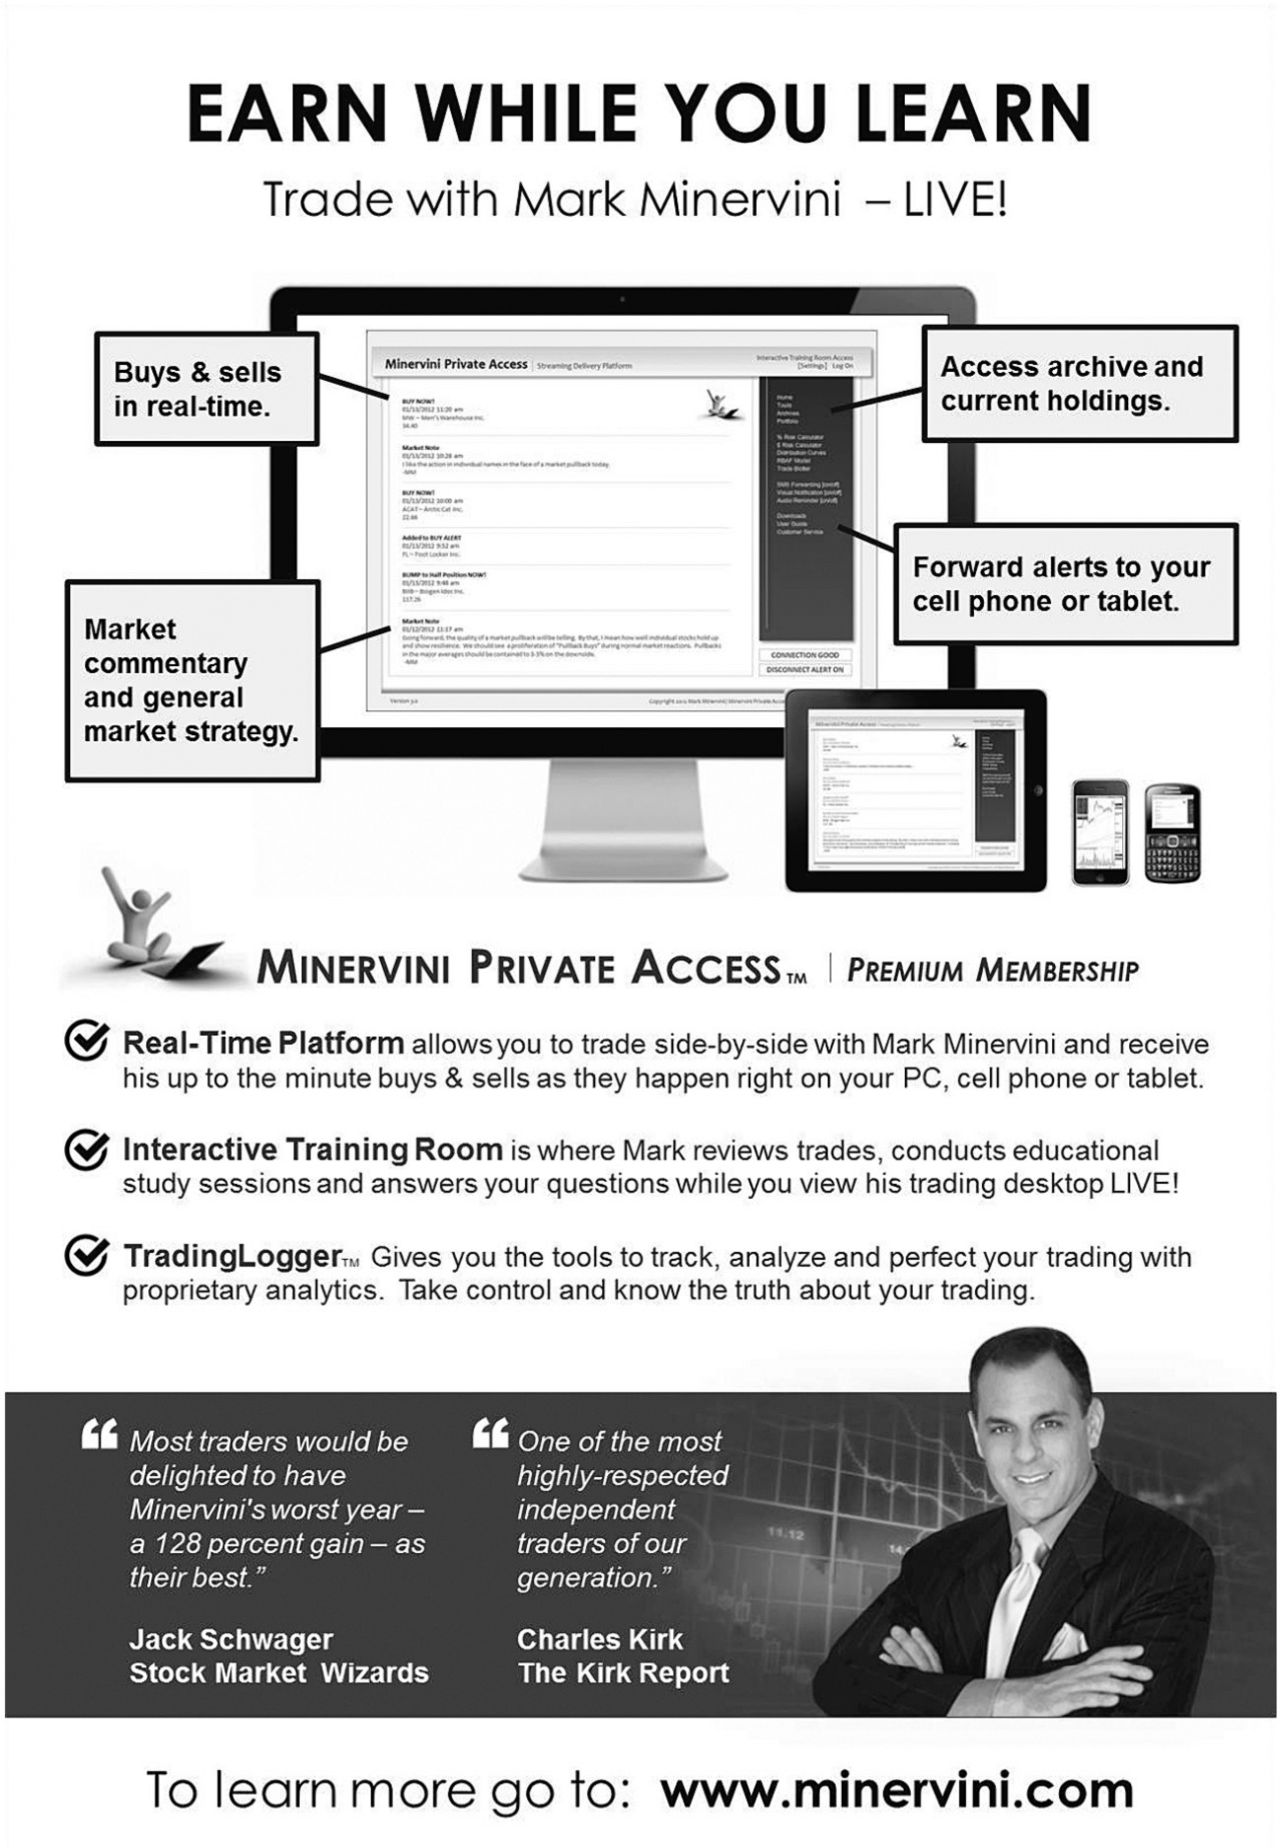 EARN WHILE YOU LEARN
Trade with Mark Minervini – LIVE!
Buys & sells
in real-time.
Access archive and
current holdings.
Forward alerts to your
cell phone or tablet.
Market
commentary
and general
market strategy.
Minervini Private Access | Streaming Delivery Platform
Interactive Training Room Access
[Settings] Log On
BUY NOW!
01/13/2012 11:20 am
MW – Men's Warehouse Inc.
Market Note
01/13/2012 10:28 am
I like the action in individual names in the face of a market pullback today.
-MM
BUY NOW!
01/13/2012 10:00 am
ACAT – Arctic Cat Inc.
22.66
Added to BUY ALERT
01/13/2012 9:52 am
FL – Foot Locker Inc.
BUMP to Half Position NOW!
01/13/2012 9:48 am
BIIB – Biogen Idec Inc.
117.26
Market Note
01/12/2012 11:17 am
Going forward, the quality of a market pullback will be telling. By that, I mean how well individual stocks hold up
and show resilience. We should see a proliferation of "Pullback Buys" during normal market reactions. Pullbacks
in the major averages should be contained to 3-5% on the downside.
-MM
Home
Tools
Archives
Portfolio
% Risk Calculator
$ Risk Calculator
Distribution Curves
RBAF Model
Trade Blotter
SMS Forwarding [on/off]
Visual Notification [on/off]
Audio Reminder [on/off]
Downloads
User Guide
Customer Service
CONNECTION GOOD
DISCONNECT ALERT ON
MINERVINI PRIVATE ACCESS TM | PREMIUM MEMBERSHIP
Real-Time Platform allows you to trade side-by-side with Mark Minervini and receive
his up to the minute buys & sells as they happen right on your PC, cell phone or tablet.
Interactive Training Room is where Mark reviews trades, conducts educational
study sessions and answers your questions while you view his trading desktop LIVE!
TradingLogger TM Gives you the tools to track, analyze and perfect your trading with
proprietary analytics. Take control and know the truth about your trading.
“ Most traders would be
delighted to have
Minervini's worst year –
a 128 percent gain – as
their best.”
Jack Schwager
Stock Market Wizards
“ One of the most
highly-respected
independent
traders of our
generation.”
Charles Kirk
The Kirk Report
11.12
To learn more go to: www.minervini.com